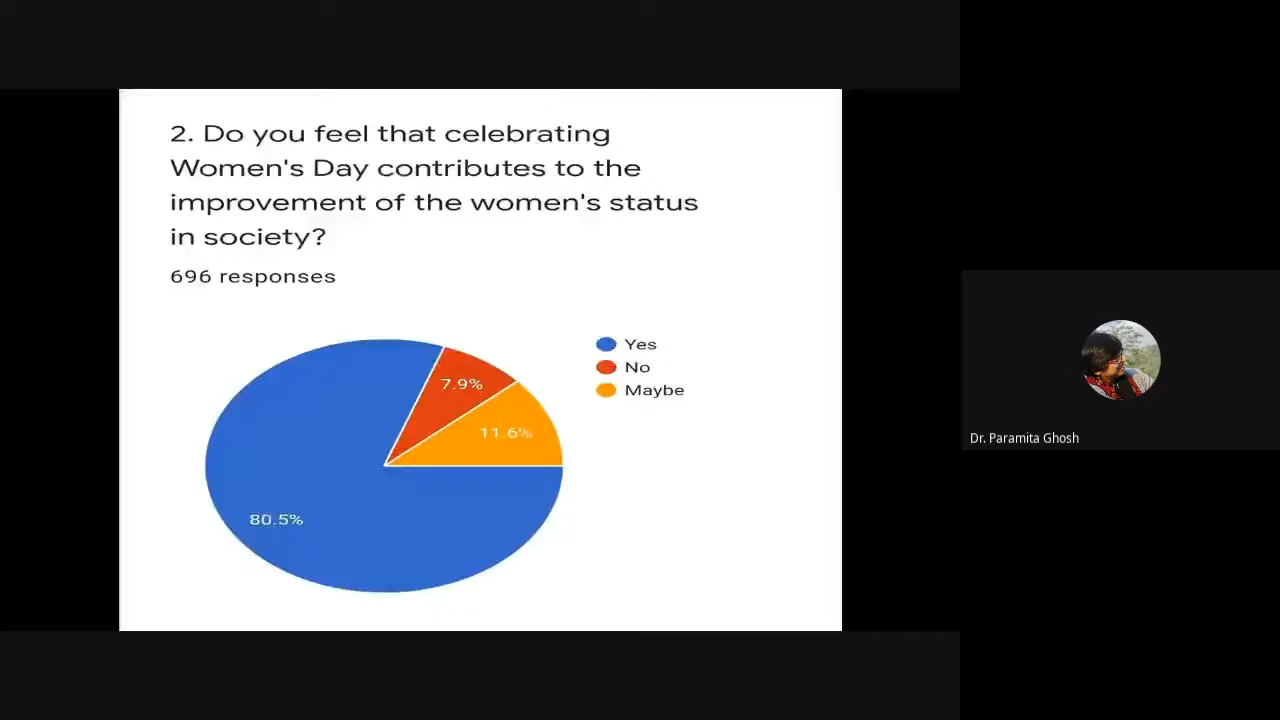 2. Do you feel that celebrating
Women's Day contributes to the
improvement of the women's status
in society?
696 responses
Yes
No
Maybe
7.9%
11.6%
80.5%
Dr. Paramita Ghosh